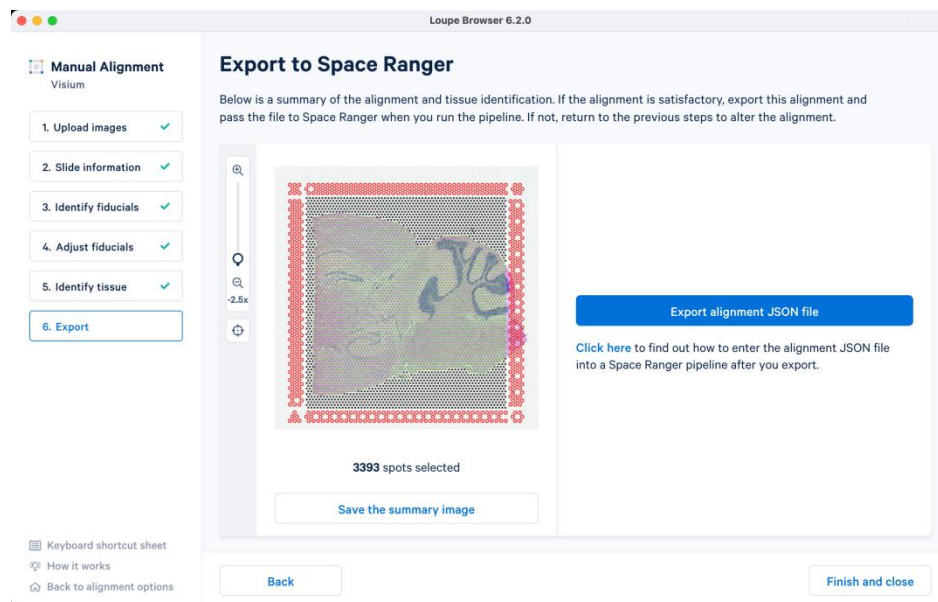 Loupe Browser 6.2.0
Manual Alignment
Visium
1. Upload images
2. Slide information
3. Identify fiducials
4. Adjust fiducials
5. Identify tissue
6. Export
Keyboard shortcut sheet
How it works
Back to alignment options
Export to Space Ranger
Below is a summary of the alignment and tissue identification. If the alignment is satisfactory, export this alignment and
pass the file to Space Ranger when you run the pipeline. If not, return to the previous steps to alter the alignment.
-2.5x
3393 spots selected
Save the summary image
Export alignment JSON file
Click here to find out how to enter the alignment JSON file
into a Space Ranger pipeline after you export.
Back
Finish and close